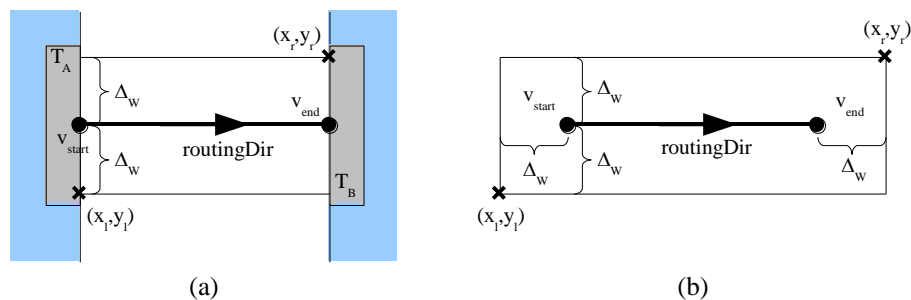 (x_r,y_r)
T_A
Δ_W
v_end
v_start
routingDir
Δ_W
T_B
(x_l,y_l)
(a)
(x_r,y_r)
v_start
Δ_W
v_end
routingDir
Δ_W
Δ_W
Δ_W
(x_l,y_l)
(b)